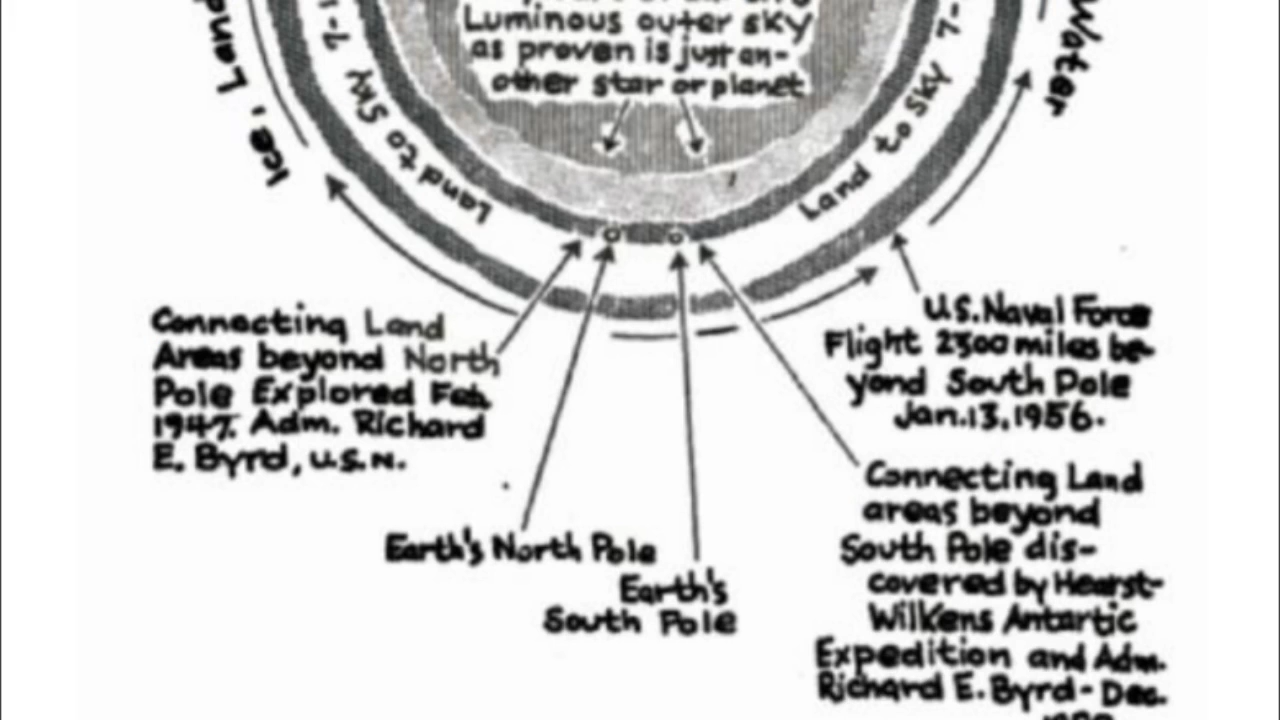 Luminous outer sky
as proven is just an-
other star or planet
Ice, Land
Water
Land to Sky 7-
Land to Sky 7-
Connecting Land
Areas beyond North
Pole Explored Feb.
1947. Adm. Richard
E. Byrd, U.S.N.
Earth's North Pole
Earth's
South Pole
U.S. Naval Force
Flight 2300 miles be-
yond South Pole
Jan.13,1956.
Connecting Land
areas beyond
South Pole dis-
covered by Hearst-
Wilkens Antartic
Expedition and Adm.
Richard E. Byrd - Dec.